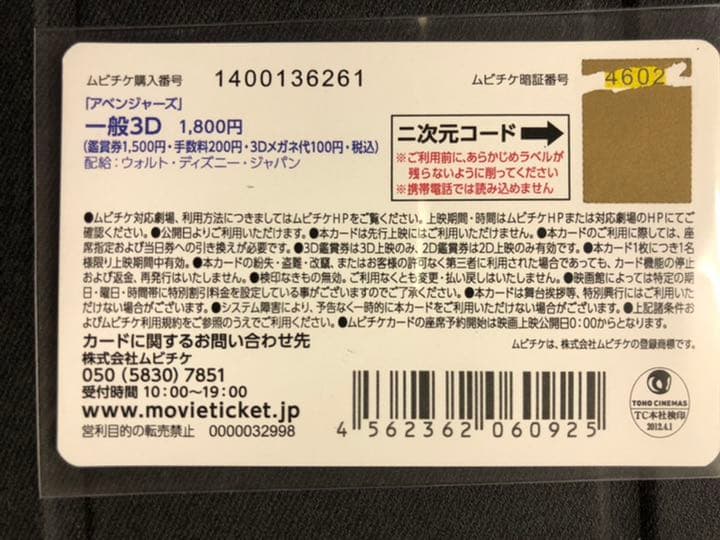 ムビチケ購入番号 1400136261 ムビチケ暗証番号 4602
「アベンジャーズ」
一般3D 1,800円
(鑑賞券1,500円・手数料200円・3Dメガネ代100円・税込)
配給：ウォルト・ディズニー・ジャパン
二次元コード
※ご利用前に、あらかじめラベルが
残らないように削ってください
※携帯電話では読み込めません
●ムビチケ対応劇場、利用方法につきましてはムビチケHPをご覧ください。上映期間・時間はムビチケHPまたは対応劇場のHPにてご
確認ください。●公開日よりご利用いただけます。●本カードは先行上映にはご利用いただけません。●本カードのご利用に際しては、座
席指定および当日券への引き換えが必要です。●3D鑑賞券は3D上映のみ、2D鑑賞券は2D上映のみ有効です。●本カード1枚につき1名
様限り上映期間中有効。●本カードの紛失・盗難・改竄、またはお客様の許可なく第三者に利用された場合であっても、カード機能の停止
および返金、再発行はいたしません。●検印なきもの無効。ご利用なくとも変更・払い戻しはいたしません。●映画館によっては特定の期
日・曜日・時間帯に特別割引料金を設定している事がございますのでご了承ください。●本カードは舞台挨拶等、特別興行にはご利用いた
だけない場合がございます。●システム障害により、予告なく一時的に本カードをご利用いただけない場合がございます。●上記諸条件お
よびムビチケ利用規約をご参照のうえでご利用ください。●ムビチケカードの座席予約開始は映画上映公開日0：00からとなります。
カードに関するお問い合わせ先
ムビチケは、株式会社ムビチケの登録商標です。
株式会社ムビチケ
050 (5830) 7851
受付時間 10：00〜19：00
www.movieticket.jp
営利目的の転売禁止 0000032998
4 562362 060925
TOHO CINEMAS
TC本社検印
2012.4.1